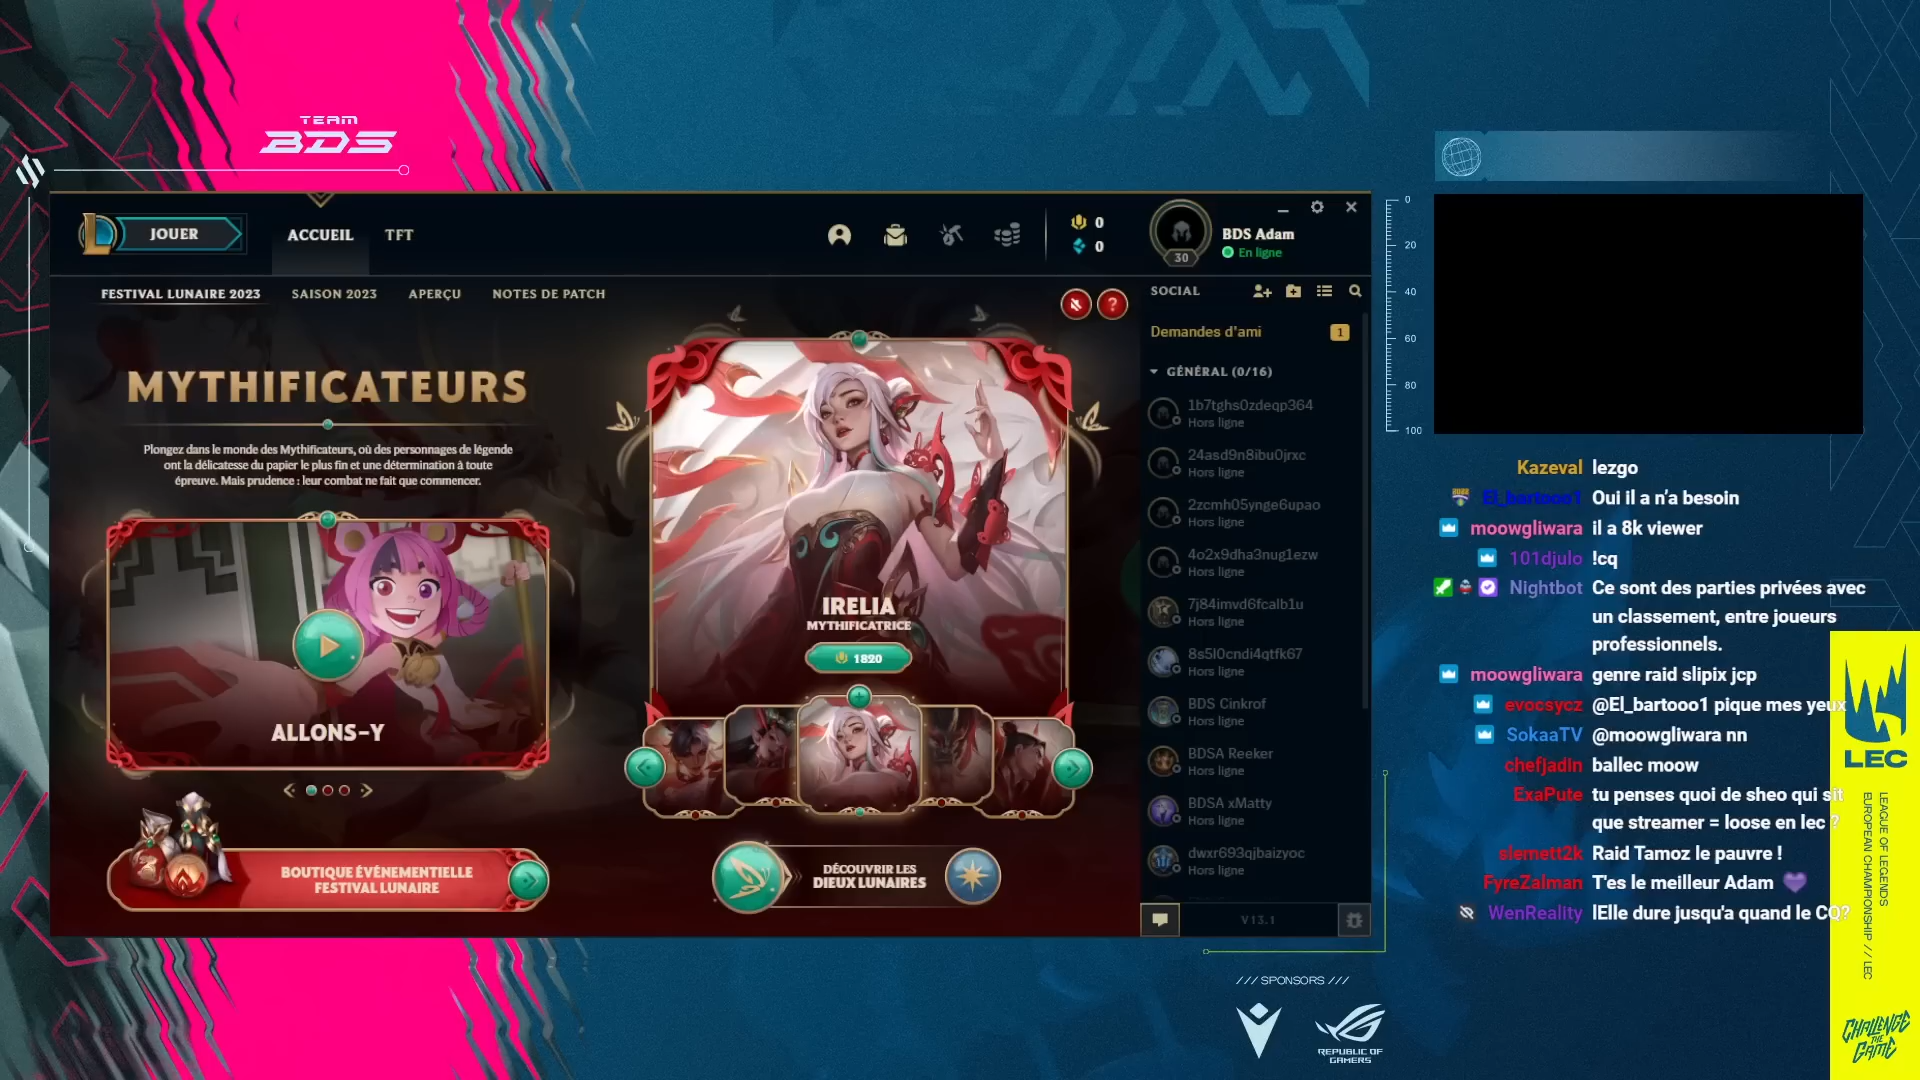 TEAM
BDS
JOUER
ACCUEIL
TFT
0
0
30
BDS Adam
En ligne
FESTIVAL LUNAIRE 2023
SAISON 2023
APERÇU
NOTES DE PATCH
?
MYTHIFICATEURS
Plongez dans le monde des Mythificateurs, où des personnages de légende
ont la délicatesse du papier le plus fin et une détermination à toute
épreuve. Mais prudence : leur combat ne fait que commencer.
ALLONS-Y
BOUTIQUE ÉVÉNEMENTIELLE
FESTIVAL LUNAIRE
IRELIA
MYTHIFICATRICE
1820
DÉCOUVRIR LES
DIEUX LUNAIRES
SOCIAL
Demandes d'ami
1
GÉNÉRAL (0/16)
1b7tghs0zdeqp364
Hors ligne
24asd9n8ibu0jrxc
Hors ligne
2zcmh05ynge6upao
Hors ligne
4o2x9dha3nug1ezw
Hors ligne
7j84imvd6fcalb1u
Hors ligne
8s5l0cndi4qtfk67
Hors ligne
BDS Cinkrof
Hors ligne
BDSA Reeker
Hors ligne
BDSA xMatty
Hors ligne
dwxr693qjbaizyoc
Hors ligne
V13.1
0
20
40
60
80
100
Kazeval lezgo
El_bartooo1 Oui il a n'a besoin
moowgliwara il a 8k viewer
101djulo !cq
Nightbot Ce sont des parties privées avec
un classement, entre joueurs
professionnels.
moowgliwara genre raid slipix jcp
evocsycz @El_bartooo1 pique mes yeux
SokaaTV @moowgliwara nn
chefjadin ballec moow
ExaPute tu penses quoi de sheo qui sit
que streamer = loose en lec ?
slemett2k Raid Tamoz le pauvre !
FyreZaiman T'es le meilleur Adam
WenReality lElle dure jusqu'a quand le CQ?
LEC
LEAGUE OF LEGENDS
EUROPEAN CHAMPIONSHIP // LEC
CHALLENGE
THE
GAME
/// SPONSORS ///
REPUBLIC OF
GAMERS